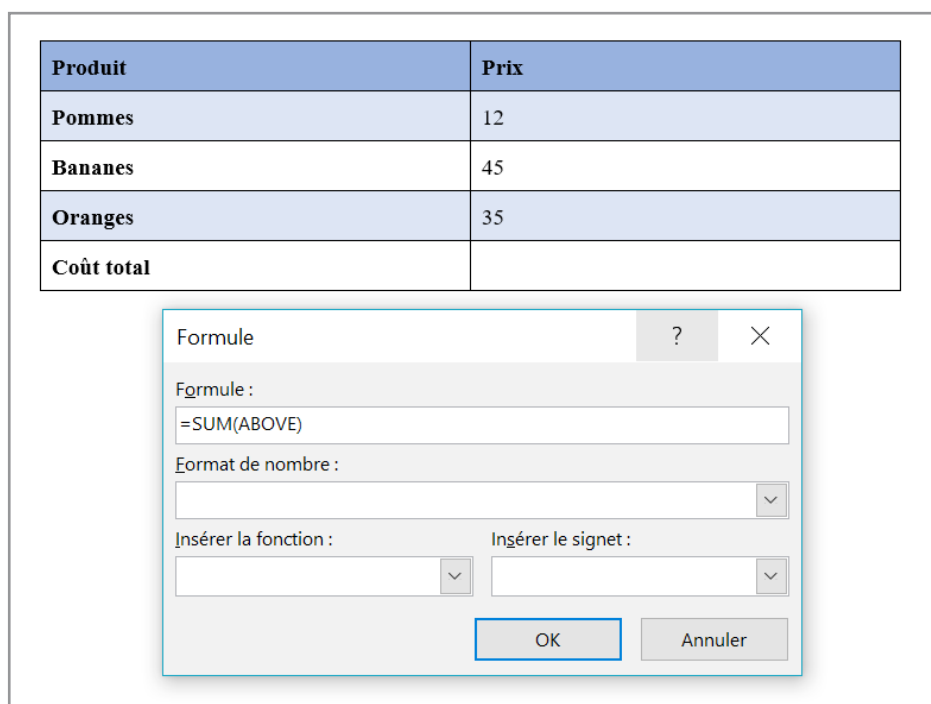 Produit Prix
Pommes 12
Bananes 45
Oranges 35
Coût total
Formule ?
Formule :
=SUM(ABOVE)
Format de nombre :
Insérer la fonction : Insérer le signet :
OK Annuler